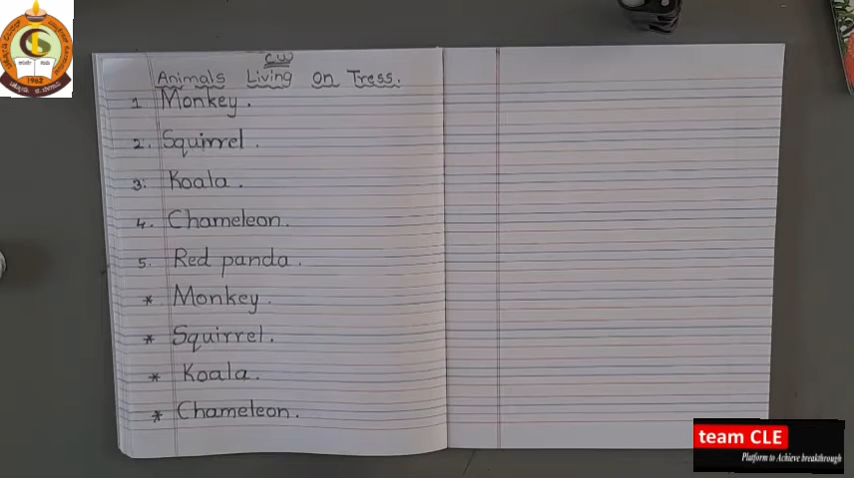 1962
CW
Animals Living on Tress.
1 Monkey.
2. Squirrel.
3. Koala.
4. Chameleon.
5. Red panda.
* Monkey.
* Squirrel.
* Koala.
* Chameleon.
team CLE
Platform to Achieve breakthrough